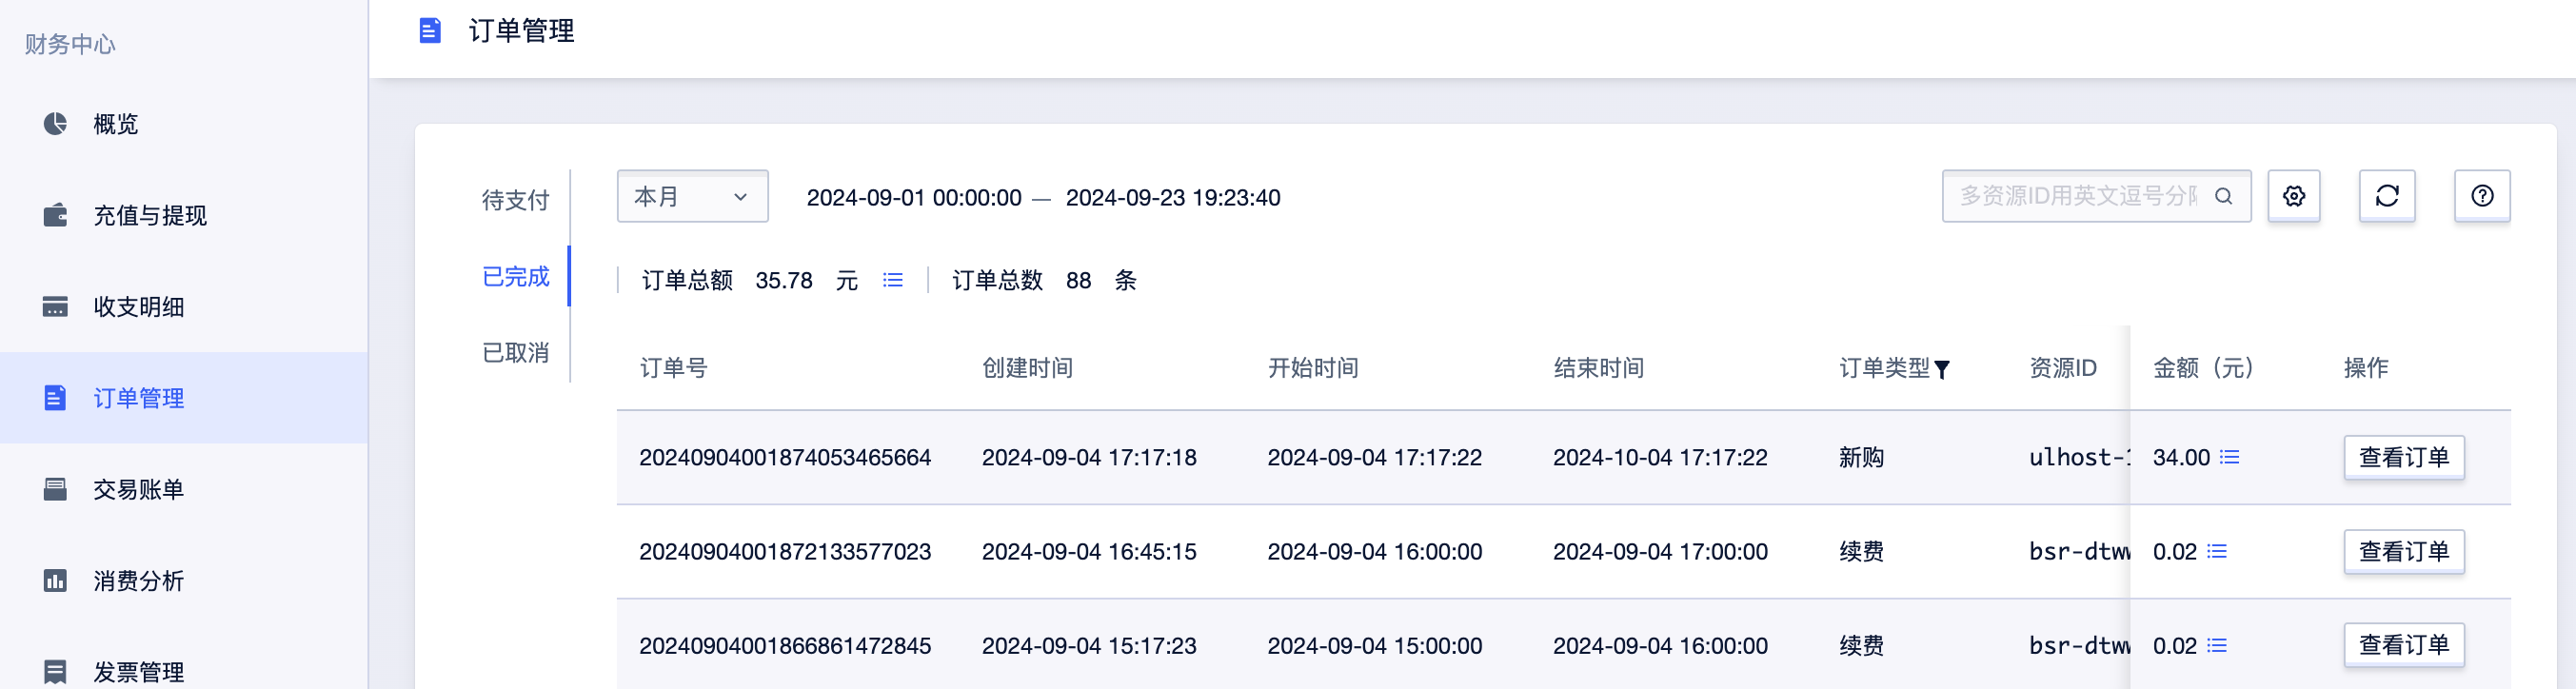 财务中心
概览
充值与提现
收支明细
订单管理
交易账单
消费分析
发票管理
订单管理
待支付
已完成
已取消
本月 2024-09-01 00:00:00 — 2024-09-23 19:23:40 多资源ID用英文逗号分
订单总额 35.78 元 订单总数 88 条
订单号 创建时间 开始时间 结束时间 订单类型 资源ID 金额（元） 操作
20240904001874053465664 2024-09-04 17:17:18 2024-09-04 17:17:22 2024-10-04 17:17:22 新购 ulhost- 34.00 查看订单
20240904001872133577023 2024-09-04 16:45:15 2024-09-04 16:00:00 2024-09-04 17:00:00 续费 bsr-dtw 0.02 查看订单
20240904001866861472845 2024-09-04 15:17:23 2024-09-04 15:00:00 2024-09-04 16:00:00 续费 bsr-dtw 0.02 查看订单